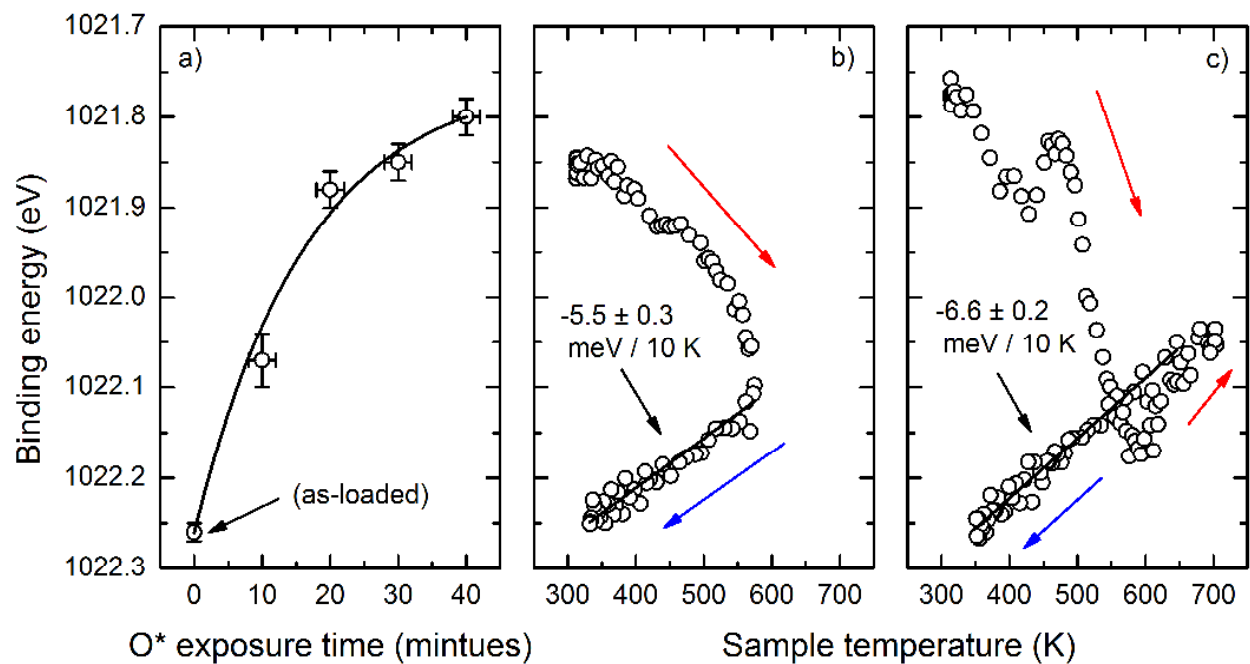 1021.7
1021.8
1021.9
1022.0
1022.1
1022.2
1022.3
Binding energy (eV)
a)
(as-loaded)
0 10 20 30 40
O* exposure time (mintues)
b)
-5.5 ± 0.3
meV / 10 K
300 400 500 600 700
c)
-6.6 ± 0.2
meV / 10 K
300 400 500 600 700
Sample temperature (K)